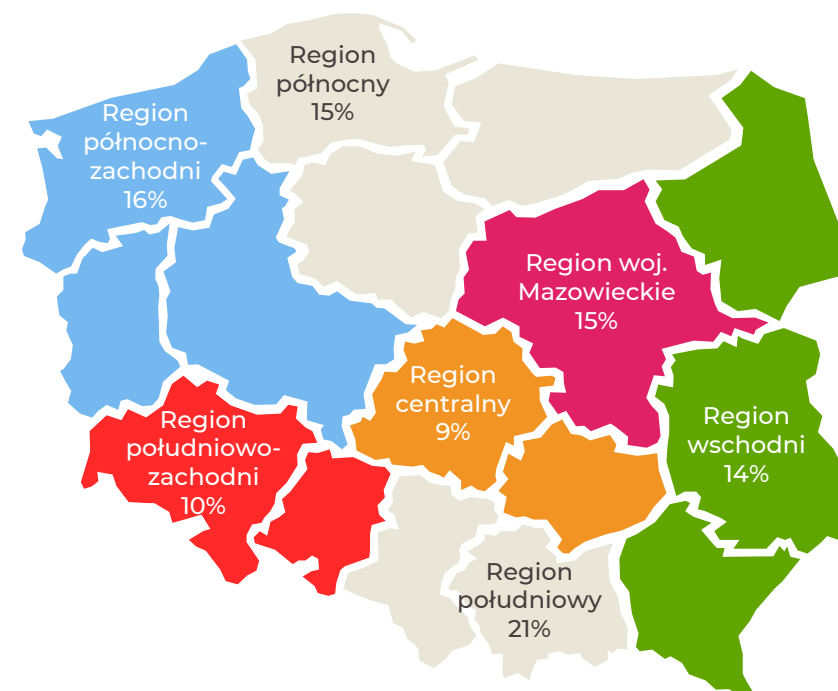 Region
północny
15%
Region
północno-
zachodni
16%
Region woj.
Mazowieckie
15%
Region
centralny
9%
Region
wschodni
14%
Region
południowo-
zachodni
10%
Region
południowy
21%